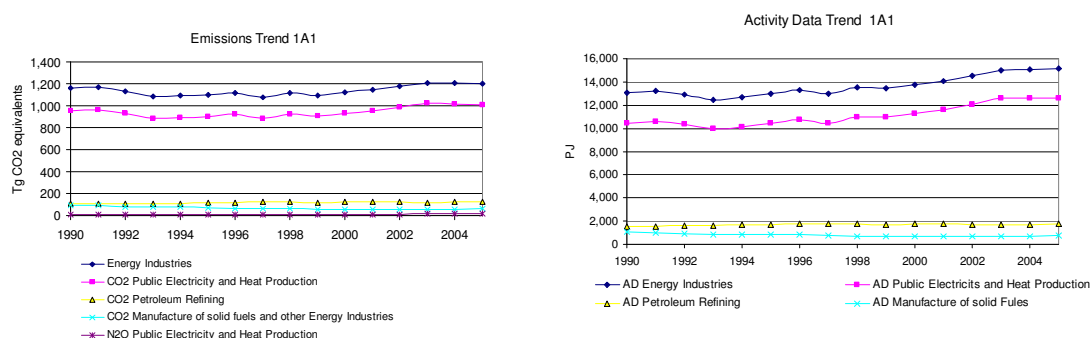 Emissions Trend 1A1
Tg CO2 equivalents
1,400
1,200
1,000
800
600
400
200
0
1990 1992 1994 1996 1998 2000 2002 2004
Energy Industries
CO2 Public Electricity and Heat Production
CO2 Petroleum Refining
CO2 Manufacture of solid fuels and other Energy Industries
N2O Public Electricity and Heat Production
Activity Data Trend 1A1
PJ
16,000
14,000
12,000
10,000
8,000
6,000
4,000
2,000
0
1990 1992 1994 1996 1998 2000 2002 2004
AD Energy Industries AD Public Electricits and Heat Production
AD Petroleum Refining AD Manufacture of solid Fules